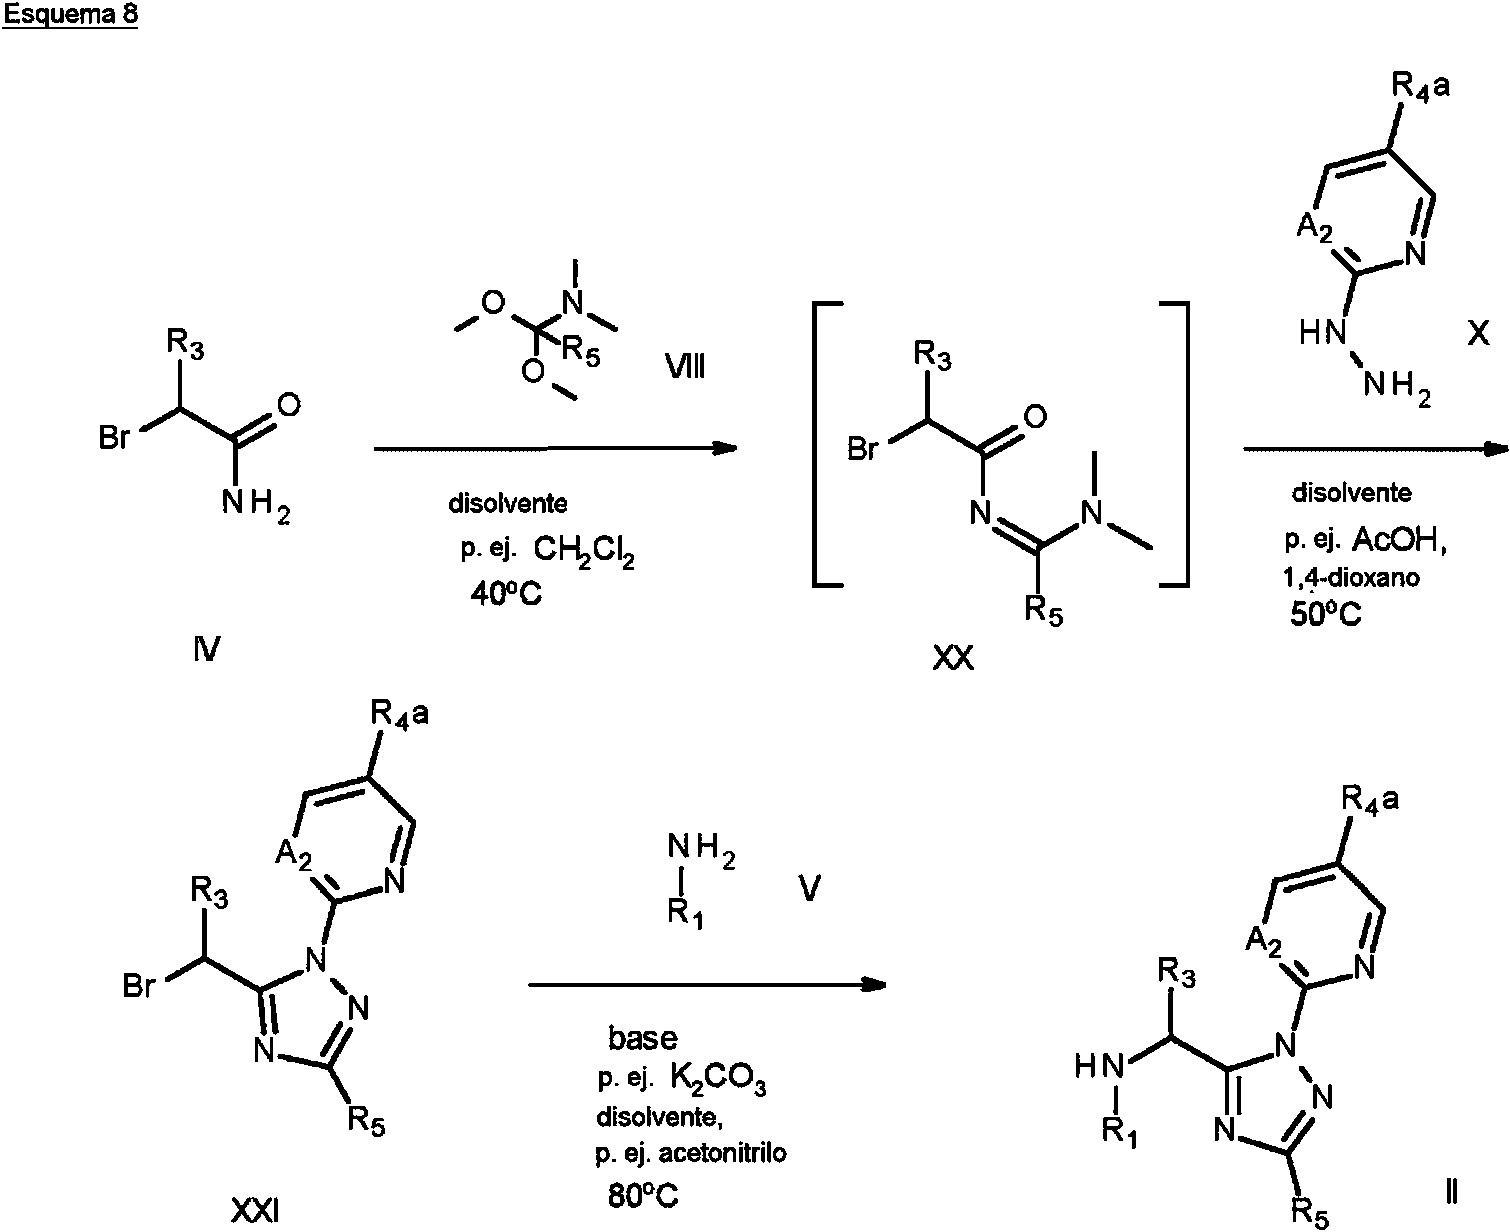 Esquema 8
R3
Br
O
NH2
IV
O
N
R5
O
VIII
disolvente
p. ej. CH2Cl2
40ºC
R3
Br
O
N
N
R5
XX
R4a
A2
N
HN
NH2
X
disolvente
p. ej. AcOH,
1,4-dioxano
50ºC
R4a
A2
N
R3
Br
N
N
N
R5
XXI
NH2
R1
V
base
p. ej. K2CO3
disolvente,
p. ej. acetonitrilo
80ºC
R4a
A2
N
R3
HN
R1
N
N
N
R5
II